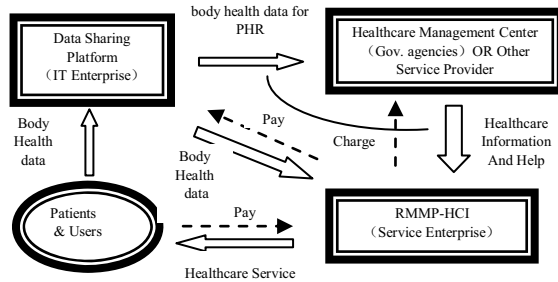 body health data for
PHR
Data Sharing
Platform
（IT Enterprise）
Healthcare Management Center
（Gov. agencies）OR Other
Service Provider
Body
Health
data
Pay
Charge
Healthcare
Information
And Help
Body
Health
data
Patients
& Users
Pay
RMMP-HCI
（Service Enterprise）
Healthcare Service